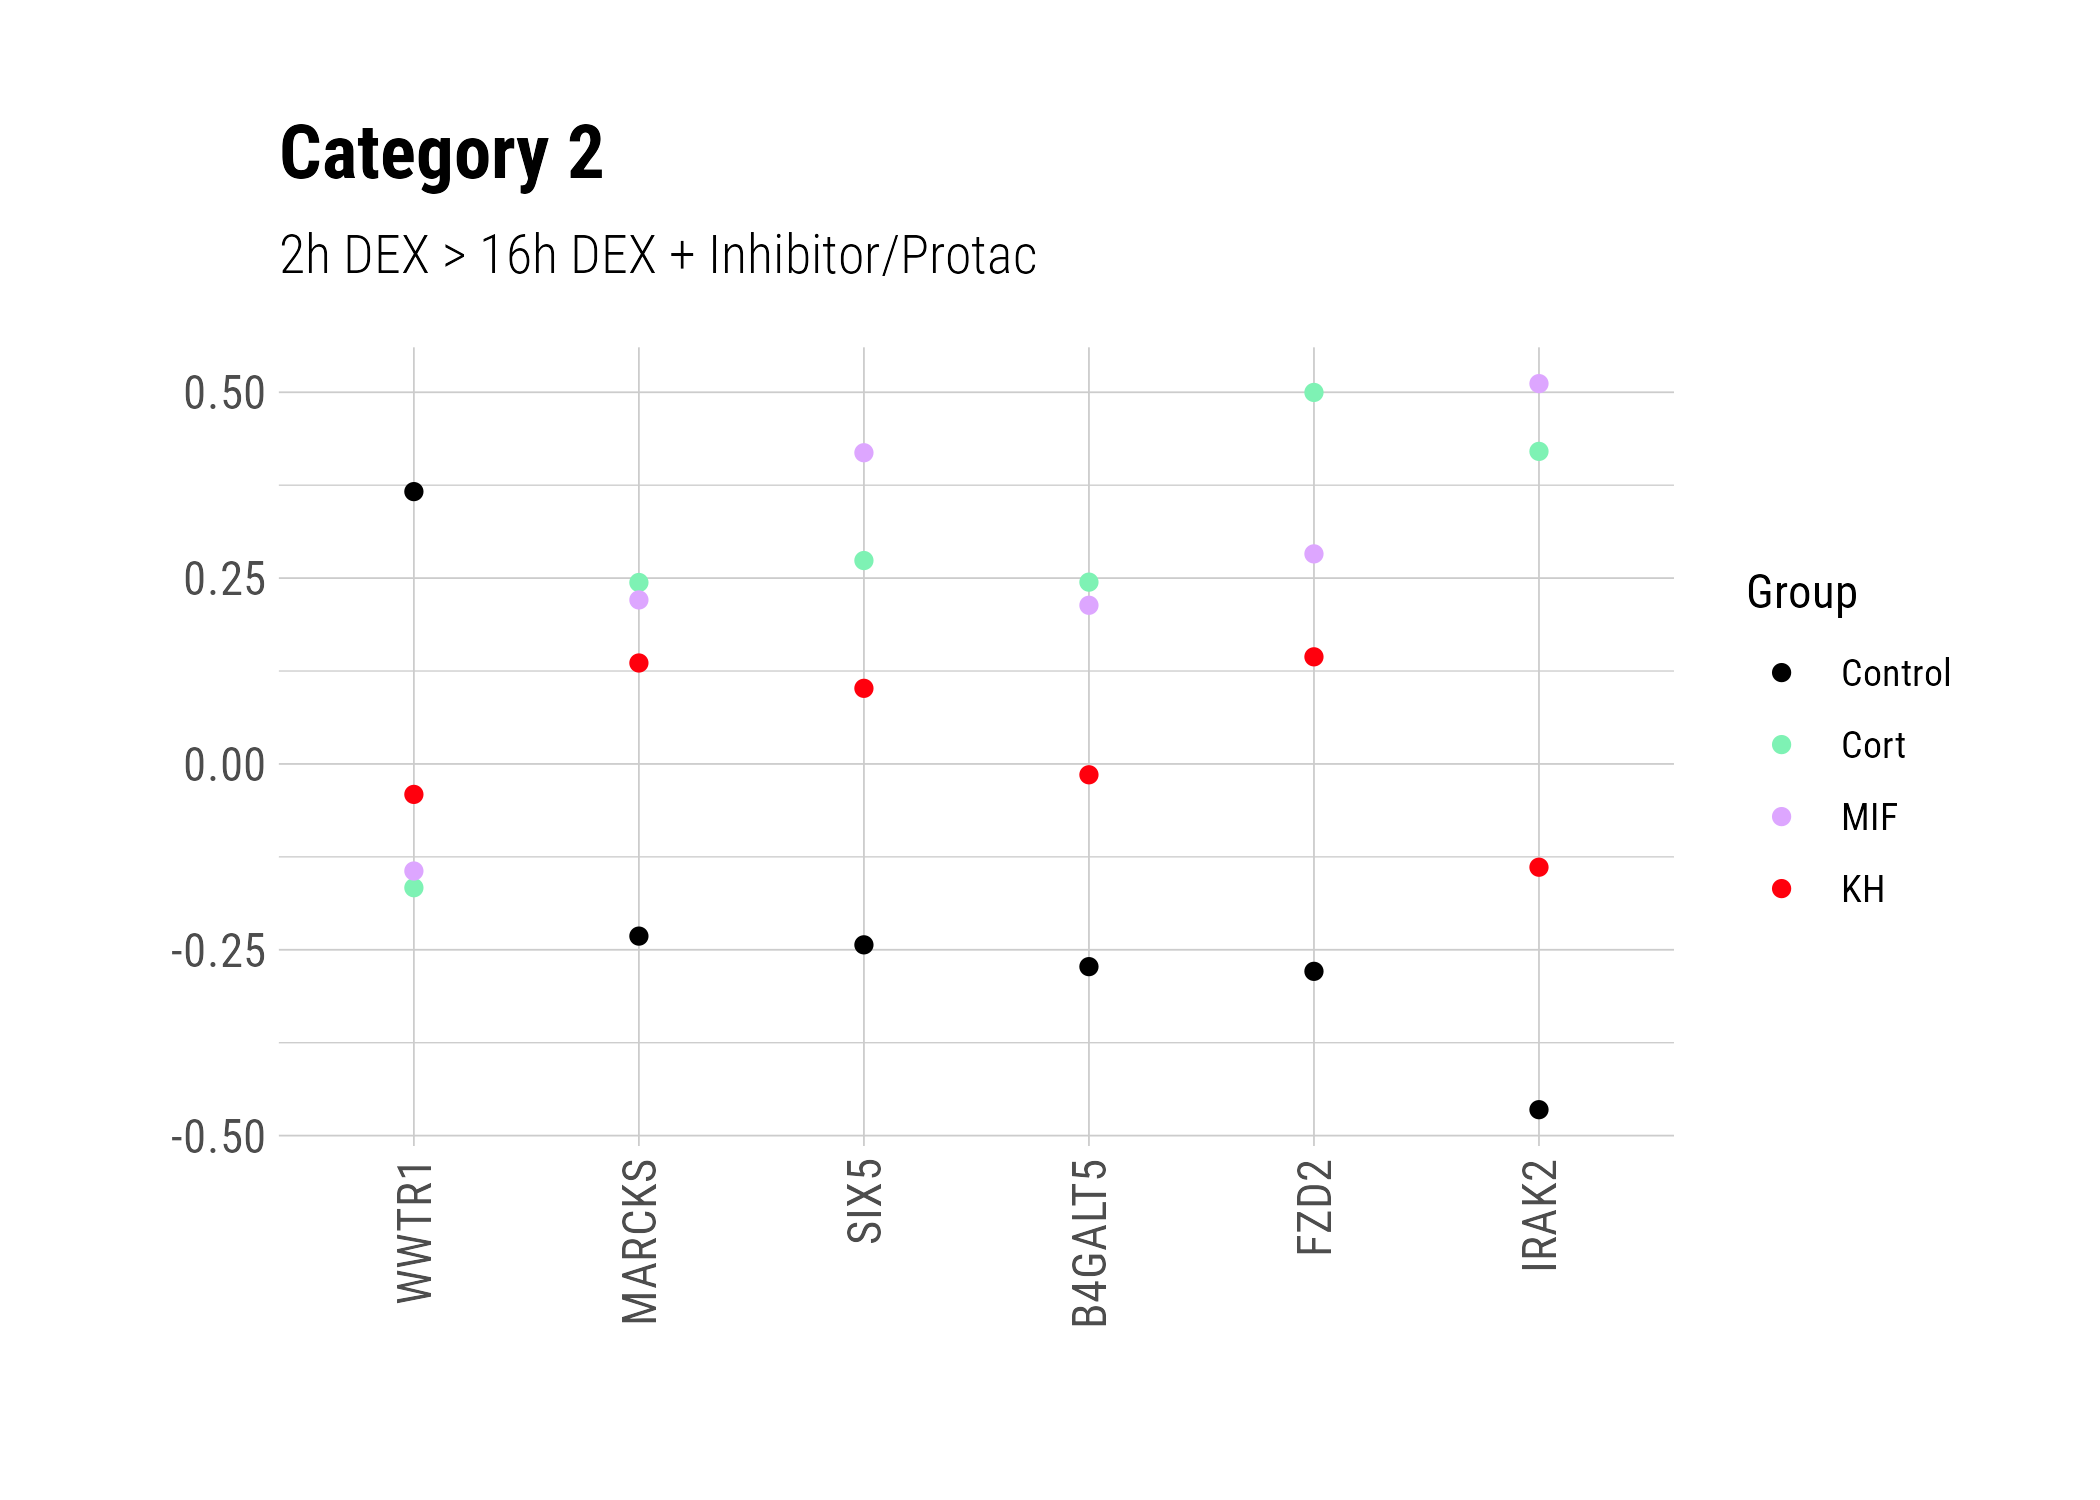 Category 2
2h DEX > 16h DEX + Inhibitor/Protac
0.50
0.25
0.00
-0.25
-0.50
WWTR1
MARCKS
SIX5
B4GALT5
FZD2
IRAK2
Group
Control
Cort
MIF
KH